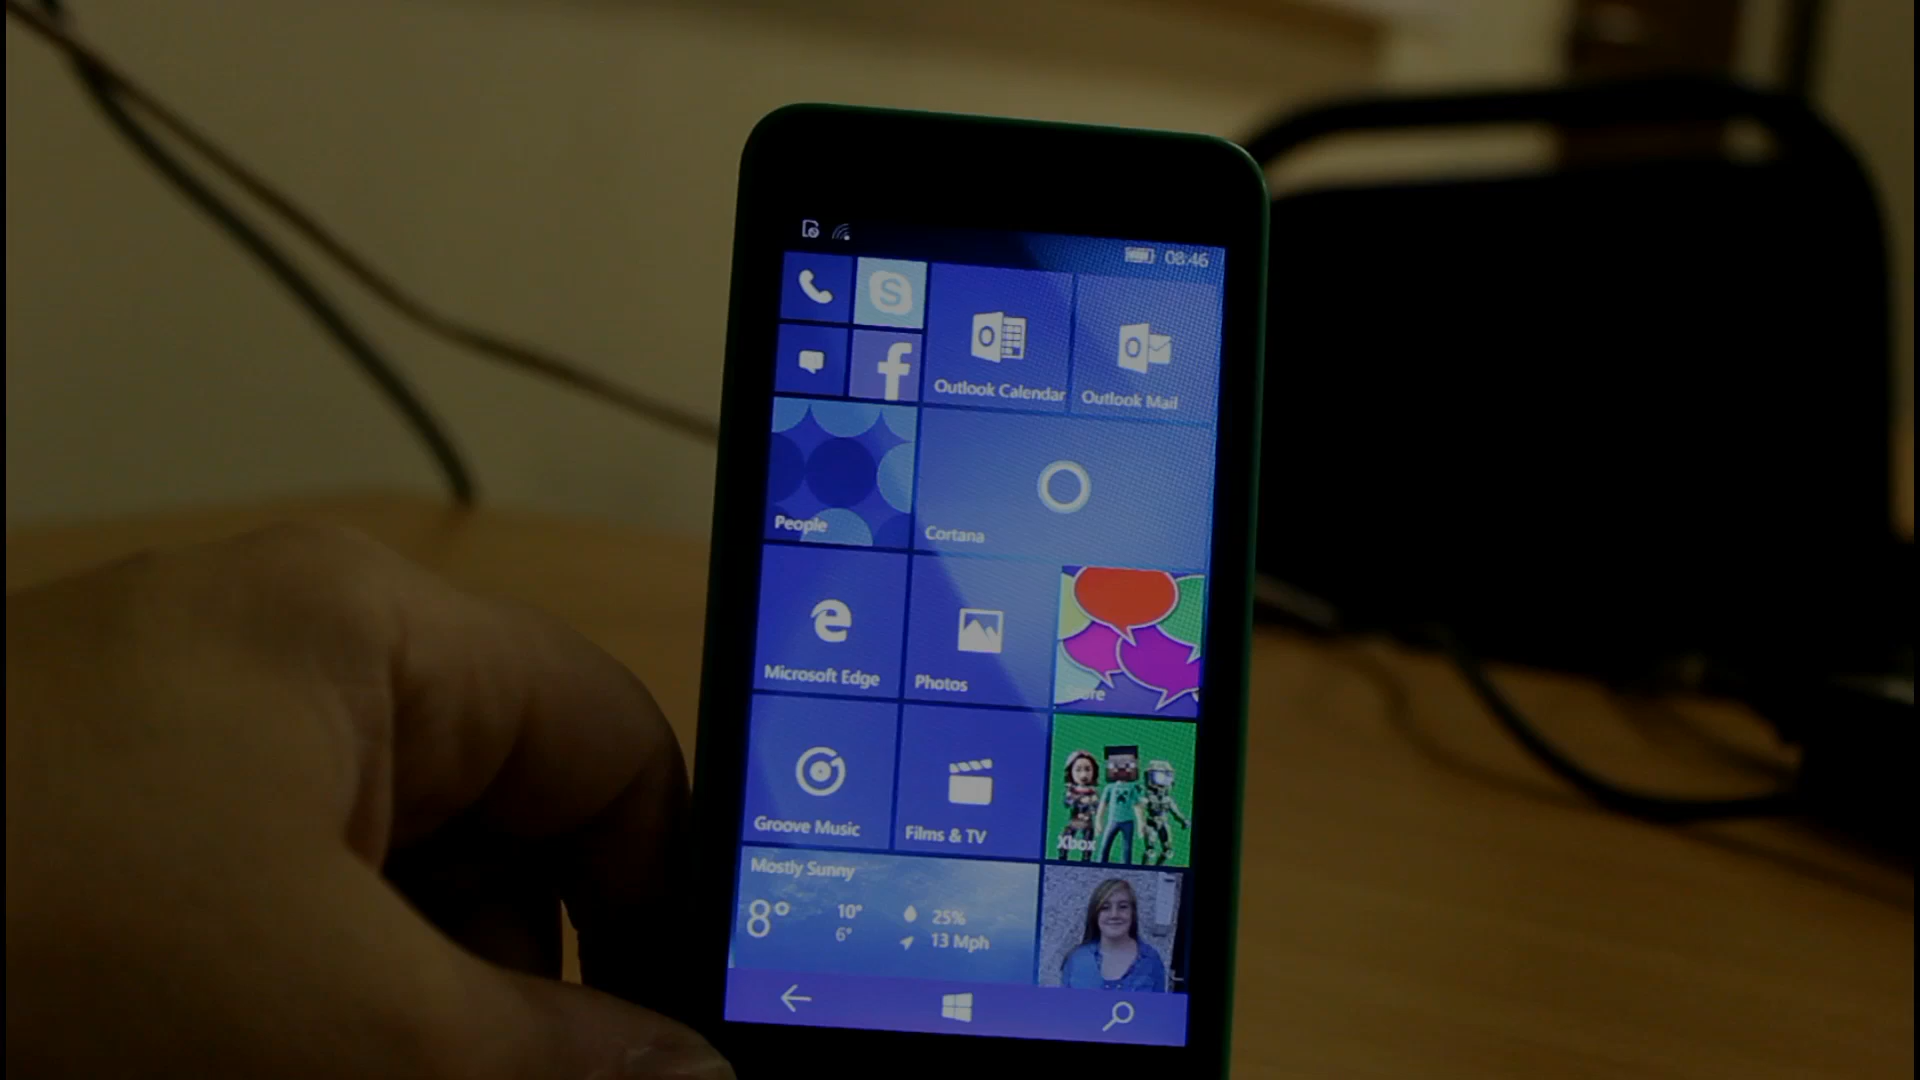 08:46
Outlook Calendar
Outlook Mail
People
Cortana
Microsoft Edge
Photos
Groove Music
Films & TV
Xbox
Mostly Sunny
8°
10°
25%
6°
13 Mph